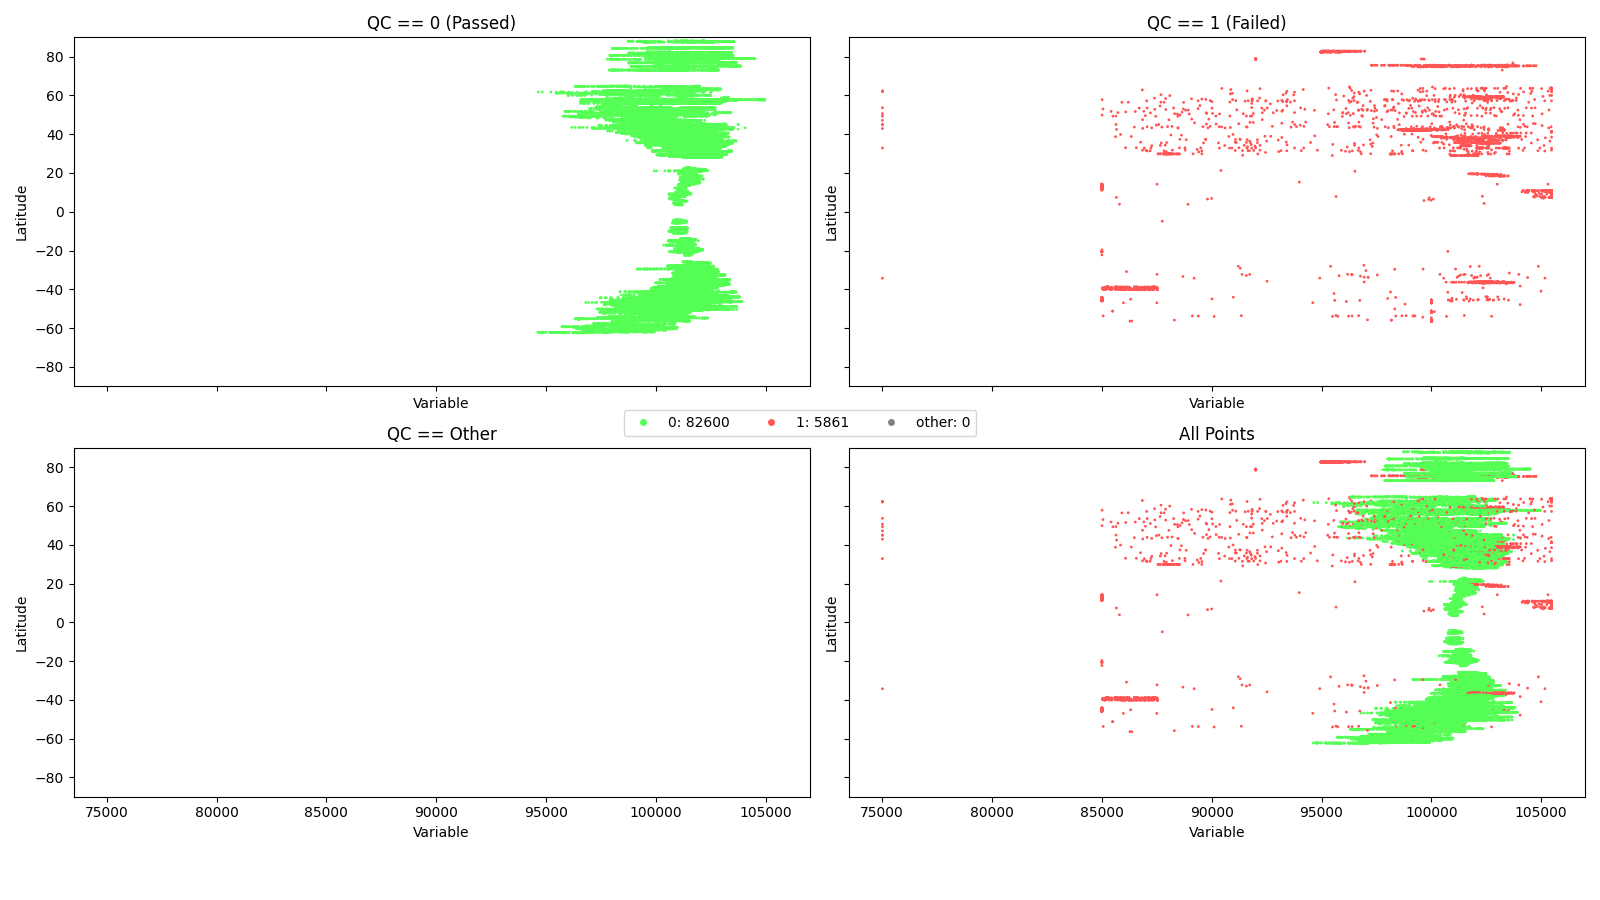 QC == 0 (Passed)
QC == 1 (Failed)
80
60
40
20
0
−20
−40
−60
−80
Latitude
Latitude
Variable
Variable
0: 82600
1: 5861
other: 0
QC == Other
All Points
80
60
40
20
0
−20
−40
−60
−80
Latitude
Latitude
75000 80000 85000 90000 95000 100000 105000
75000 80000 85000 90000 95000 100000 105000
Variable
Variable